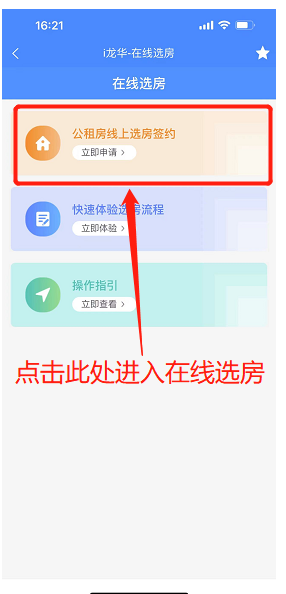 16:21
i龙华-在线选房
在线选房
公租房线上选房签约
立即申请 >
快速体验选房流程
立即体验 >
操作指引
立即查看 >
点击此处进入在线选房